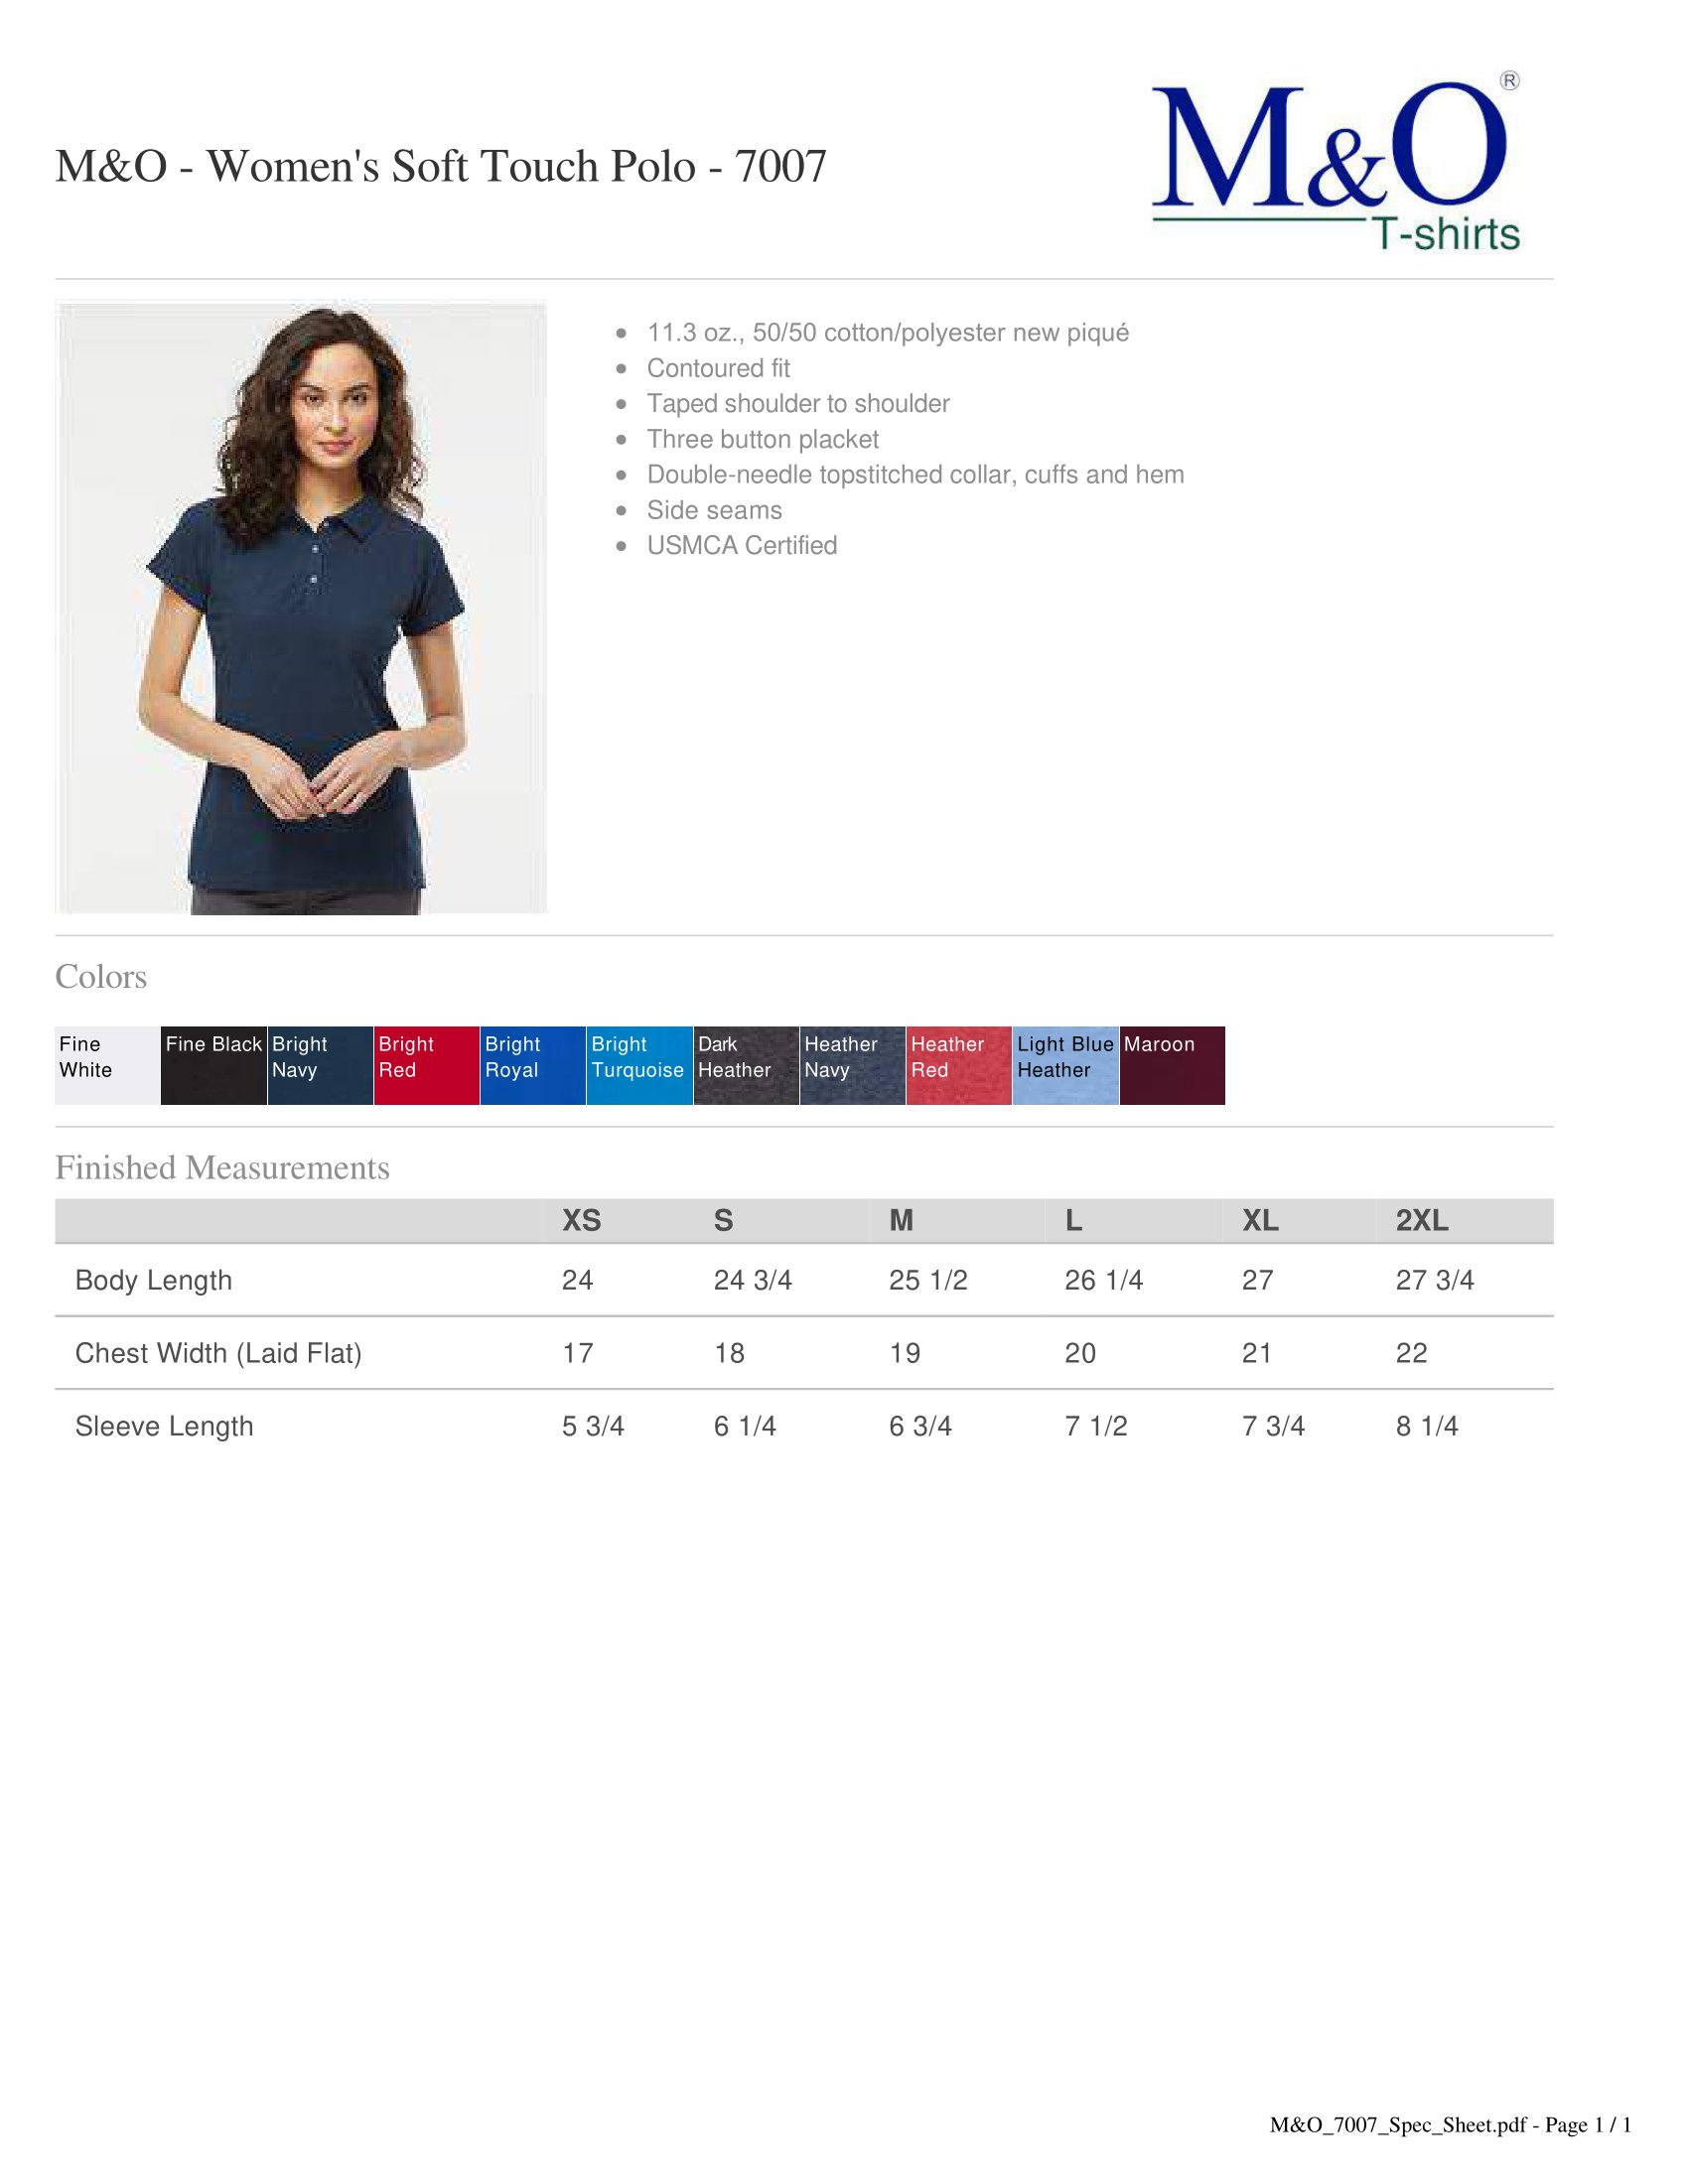 M&O - Women's Soft Touch Polo - 7007
M&O®
T-shirts
• 11.3 oz., 50/50 cotton/polyester new piqué
• Contoured fit
• Taped shoulder to shoulder
• Three button placket
• Double-needle topstitched collar, cuffs and hem
• Side seams
• USMCA Certified
Colors
Fine White
Fine Black
Bright Navy
Bright Red
Bright Royal
Bright Turquoise
Dark Heather
Heather Navy
Heather Red
Light Blue Heather
Maroon
Finished Measurements
XS S M L XL 2XL
Body Length 24 24 3/4 25 1/2 26 1/4 27 27 3/4
Chest Width (Laid Flat) 17 18 19 20 21 22
Sleeve Length 5 3/4 6 1/4 6 3/4 7 1/2 7 3/4 8 1/4
M&O_7007_Spec_Sheet.pdf - Page 1 / 1